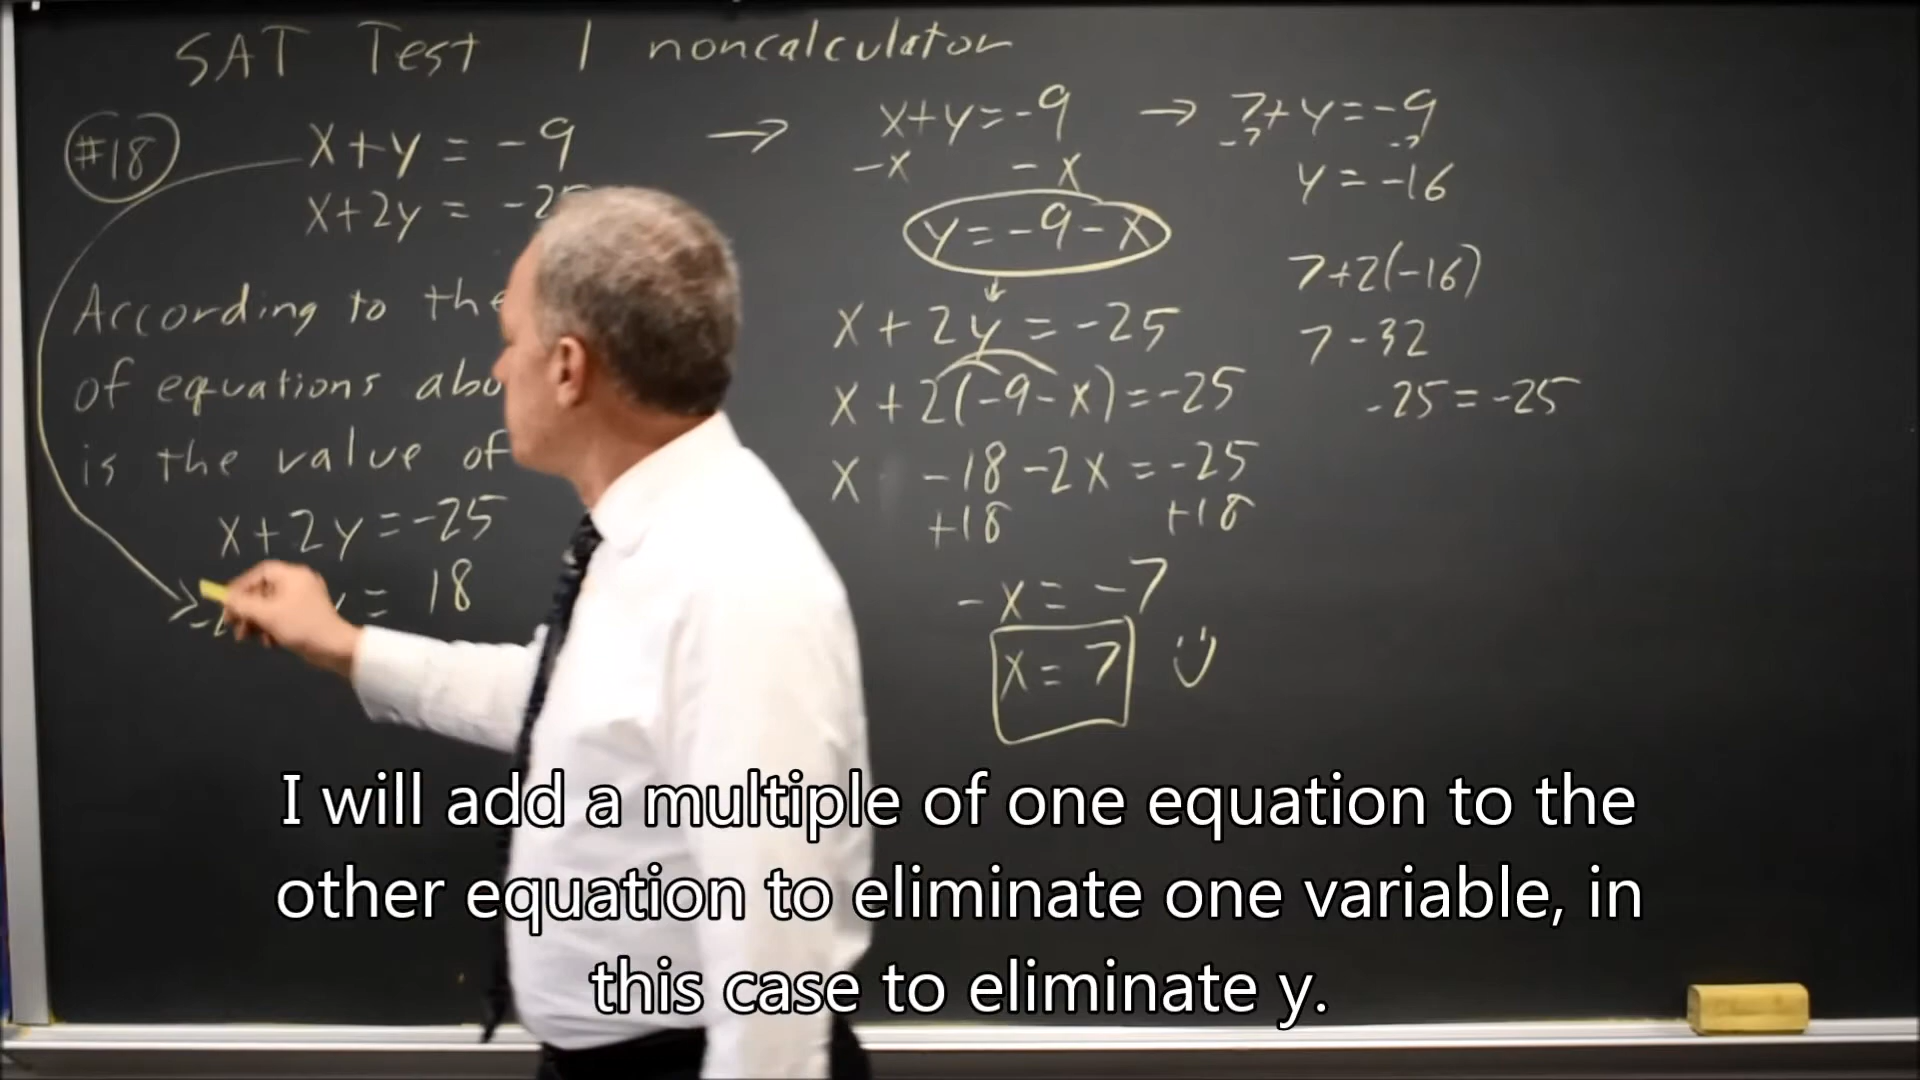 SAT Test 1 noncalculator
#18
x+y = -9
x+2y = -25
According to the
of equations
is the value of
x+2y = -25
= 18
→ x+y=-9
-x -x
y=-9-x
↓
x+2y = -25
x+2(-9-x)=-25
x -18-2x = -25
+18 +18
-x = -7
x = 7
→ 7+y=-9
-7 -7
y = -16
7+2(-16)
7-32
-25=-25
I will add a multiple of one equation to the
other equation to eliminate one variable, in
this case to eliminate y.